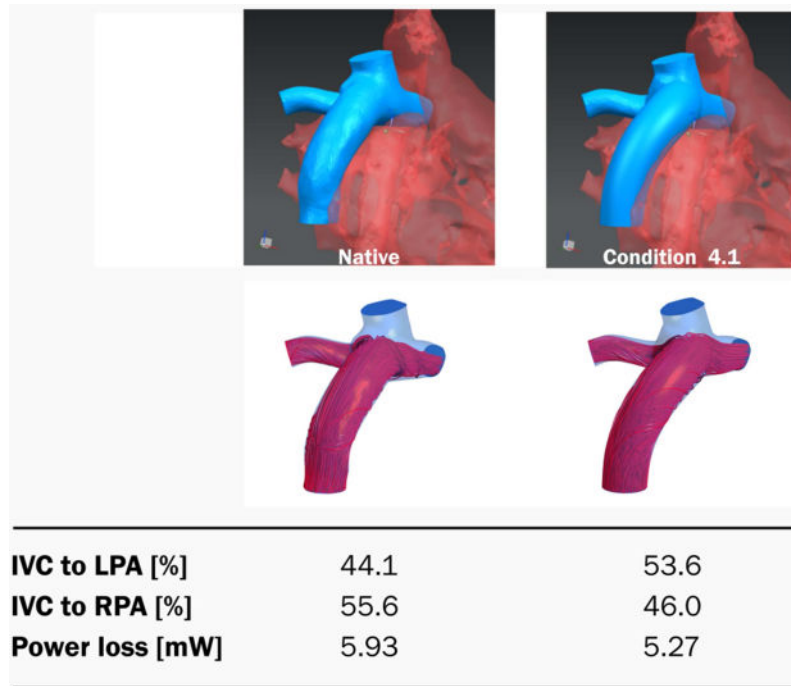 Native Condition 4.1
IVC to LPA [%] 44.1 53.6
IVC to RPA [%] 55.6 46.0
Power loss [mW] 5.93 5.27